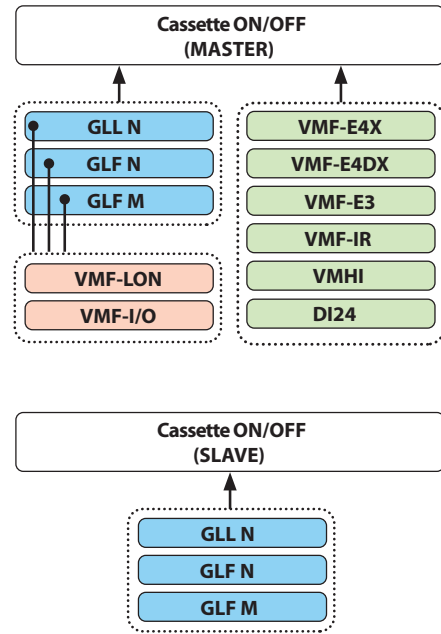 Cassette ON/OFF
(MASTER)
GLL N
GLF N
GLF M
VMF-LON
VMF-I/O
VMF-E4X
VMF-E4DX
VMF-E3
VMF-IR
VMHI
DI24
Cassette ON/OFF
(SLAVE)
GLL N
GLF N
GLF M